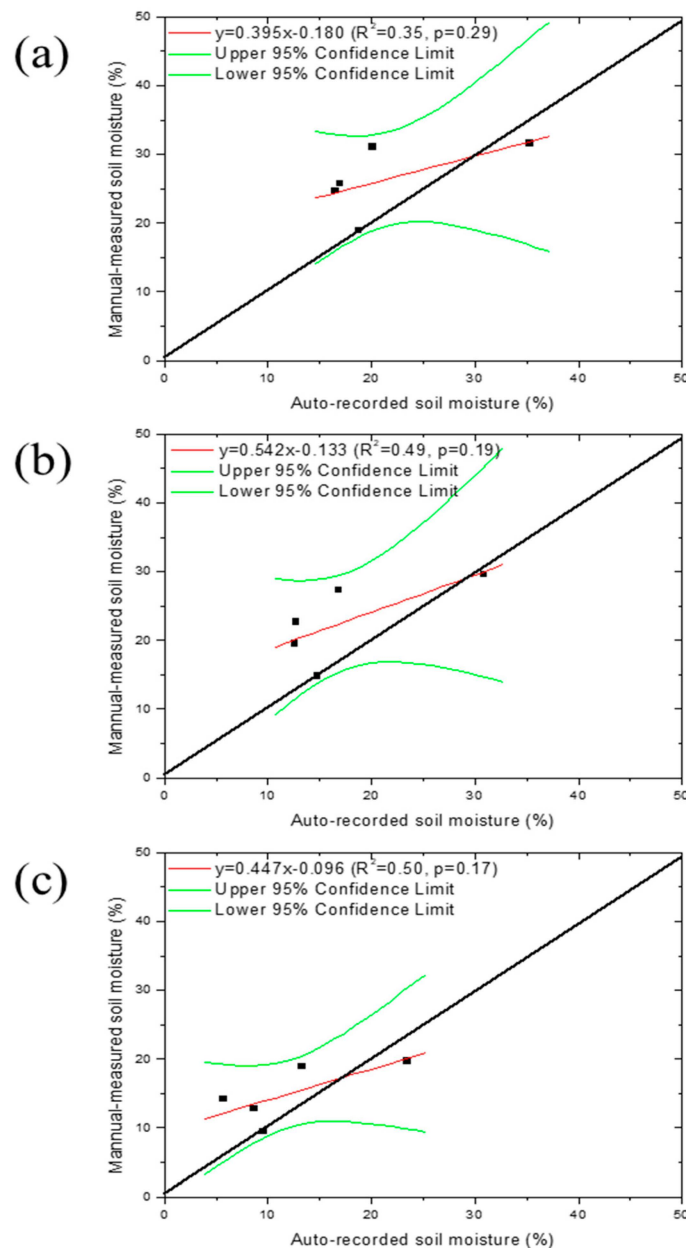 (a)
y=0.395x-0.180 (R²=0.35, p=0.29)
Upper 95% Confidence Limit
Lower 95% Confidence Limit
Mannual-measured soil moisture (%)
50
40
30
20
10
0
0 10 20 30 40 50
Auto-recorded soil moisture (%)
(b)
y=0.542x-0.133 (R²=0.49, p=0.19)
Upper 95% Confidence Limit
Lower 95% Confidence Limit
Mannual-measured soil moisture (%)
50
40
30
20
10
0
0 10 20 30 40 50
Auto-recorded soil moisture (%)
(c)
y=0.447x-0.096 (R²=0.50, p=0.17)
Upper 95% Confidence Limit
Lower 95% Confidence Limit
Mannual-measured soil moisture (%)
50
40
30
20
10
0
0 10 20 30 40 50
Auto-recorded soil moisture (%)